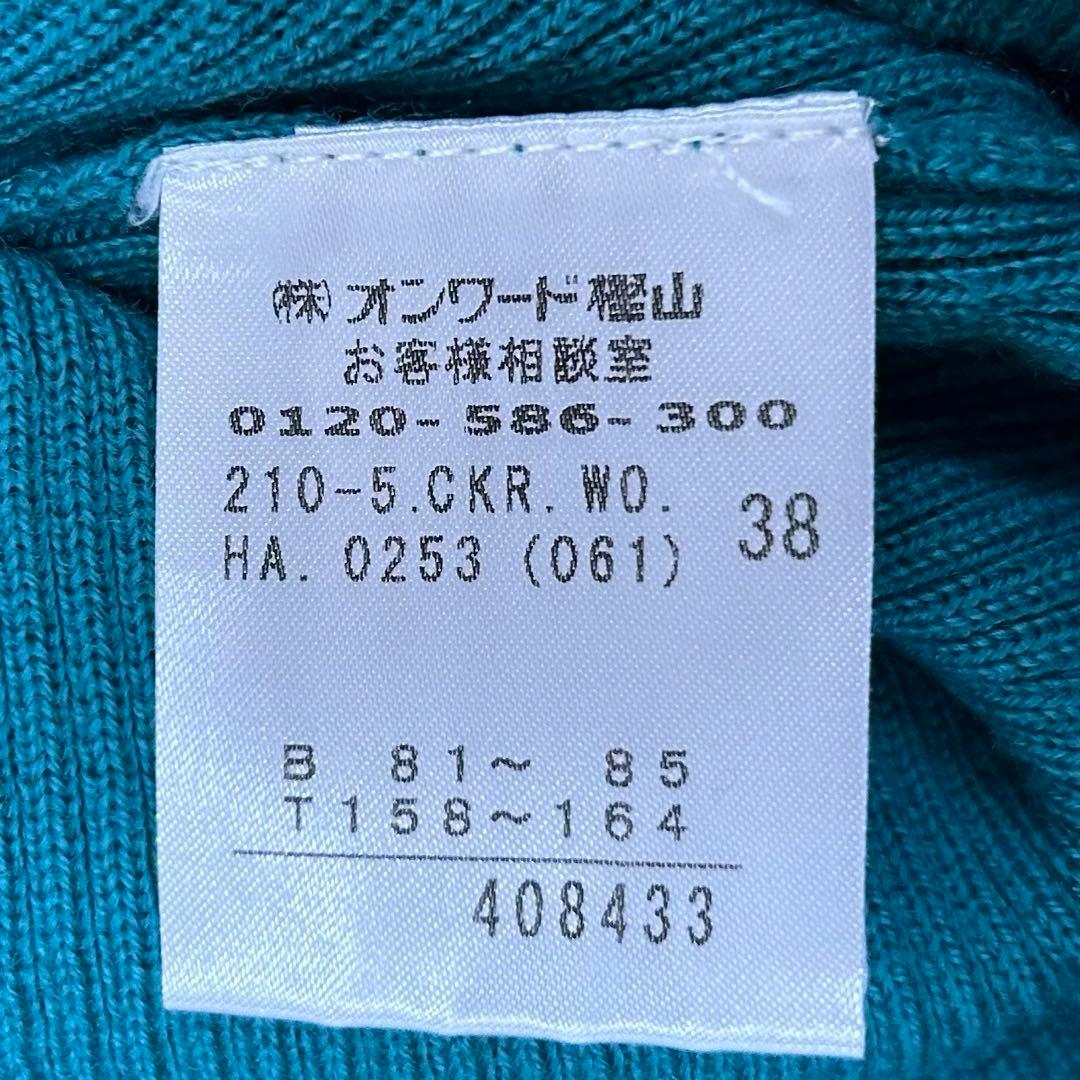 (株)オンワード樫山
お客様相談室
0120-586-300
210-5.CKR.WO.
HA. 0253 (061)
38
B 81～ 85
T158～164
408433